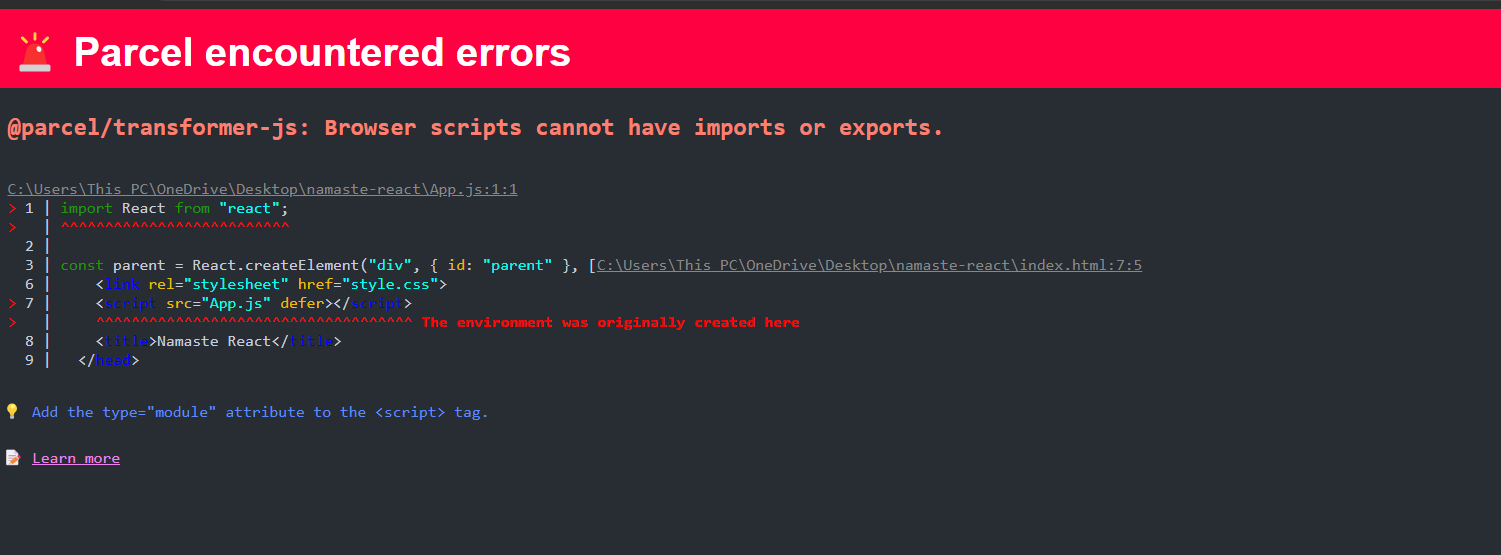 Parcel encountered errors
@parcel/transformer-js: Browser scripts cannot have imports or exports.
C:\Users\This PC\OneDrive\Desktop\namaste-react\App.js:1:1
> 1 | import React from "react";
>   | ^^^^^^^^^^^^^^^^^^^^^^^^^^
  2 |
  3 | const parent = React.createElement("div", { id: "parent" }, [C:\Users\This PC\OneDrive\Desktop\namaste-react\index.html:7:5
  6 |     <link rel="stylesheet" href="style.css">
> 7 |     <script src="App.js" defer></script>
>   |     ^^^^^^^^^^^^^^^^^^^^^^^^^^^^^^^^^^^^ The environment was originally created here
  8 |     <title>Namaste React</title>
  9 |   </head>
💡 Add the type="module" attribute to the <script> tag.
📝 Learn more